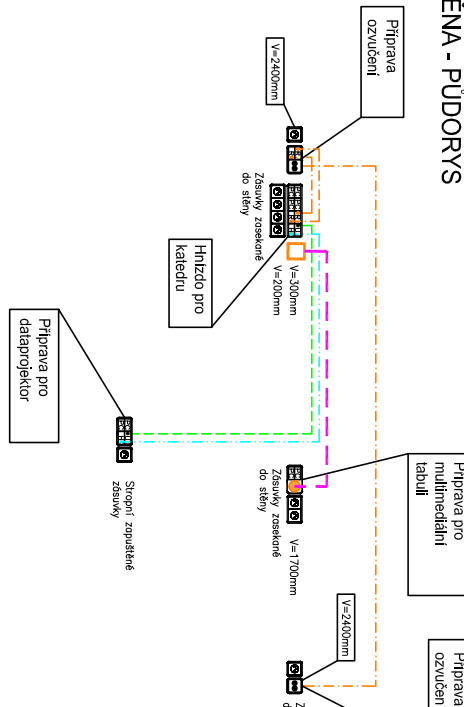 ĚNA - PŮDORYS
Příprava
ozvučení
V=2400mm
Zásuvky zasekané
do stěny
V=300mm
V=200mm
Hnízdo pro
katedru
Příprava pro
dataprojektor
Stropní zapuštěné
zásuvky
Příprava pro
multimediální
tabuli
Zásuvky zasekané
do stěny
V=1700mm
V=2400mm
Příprava
ozvučen
Z
d